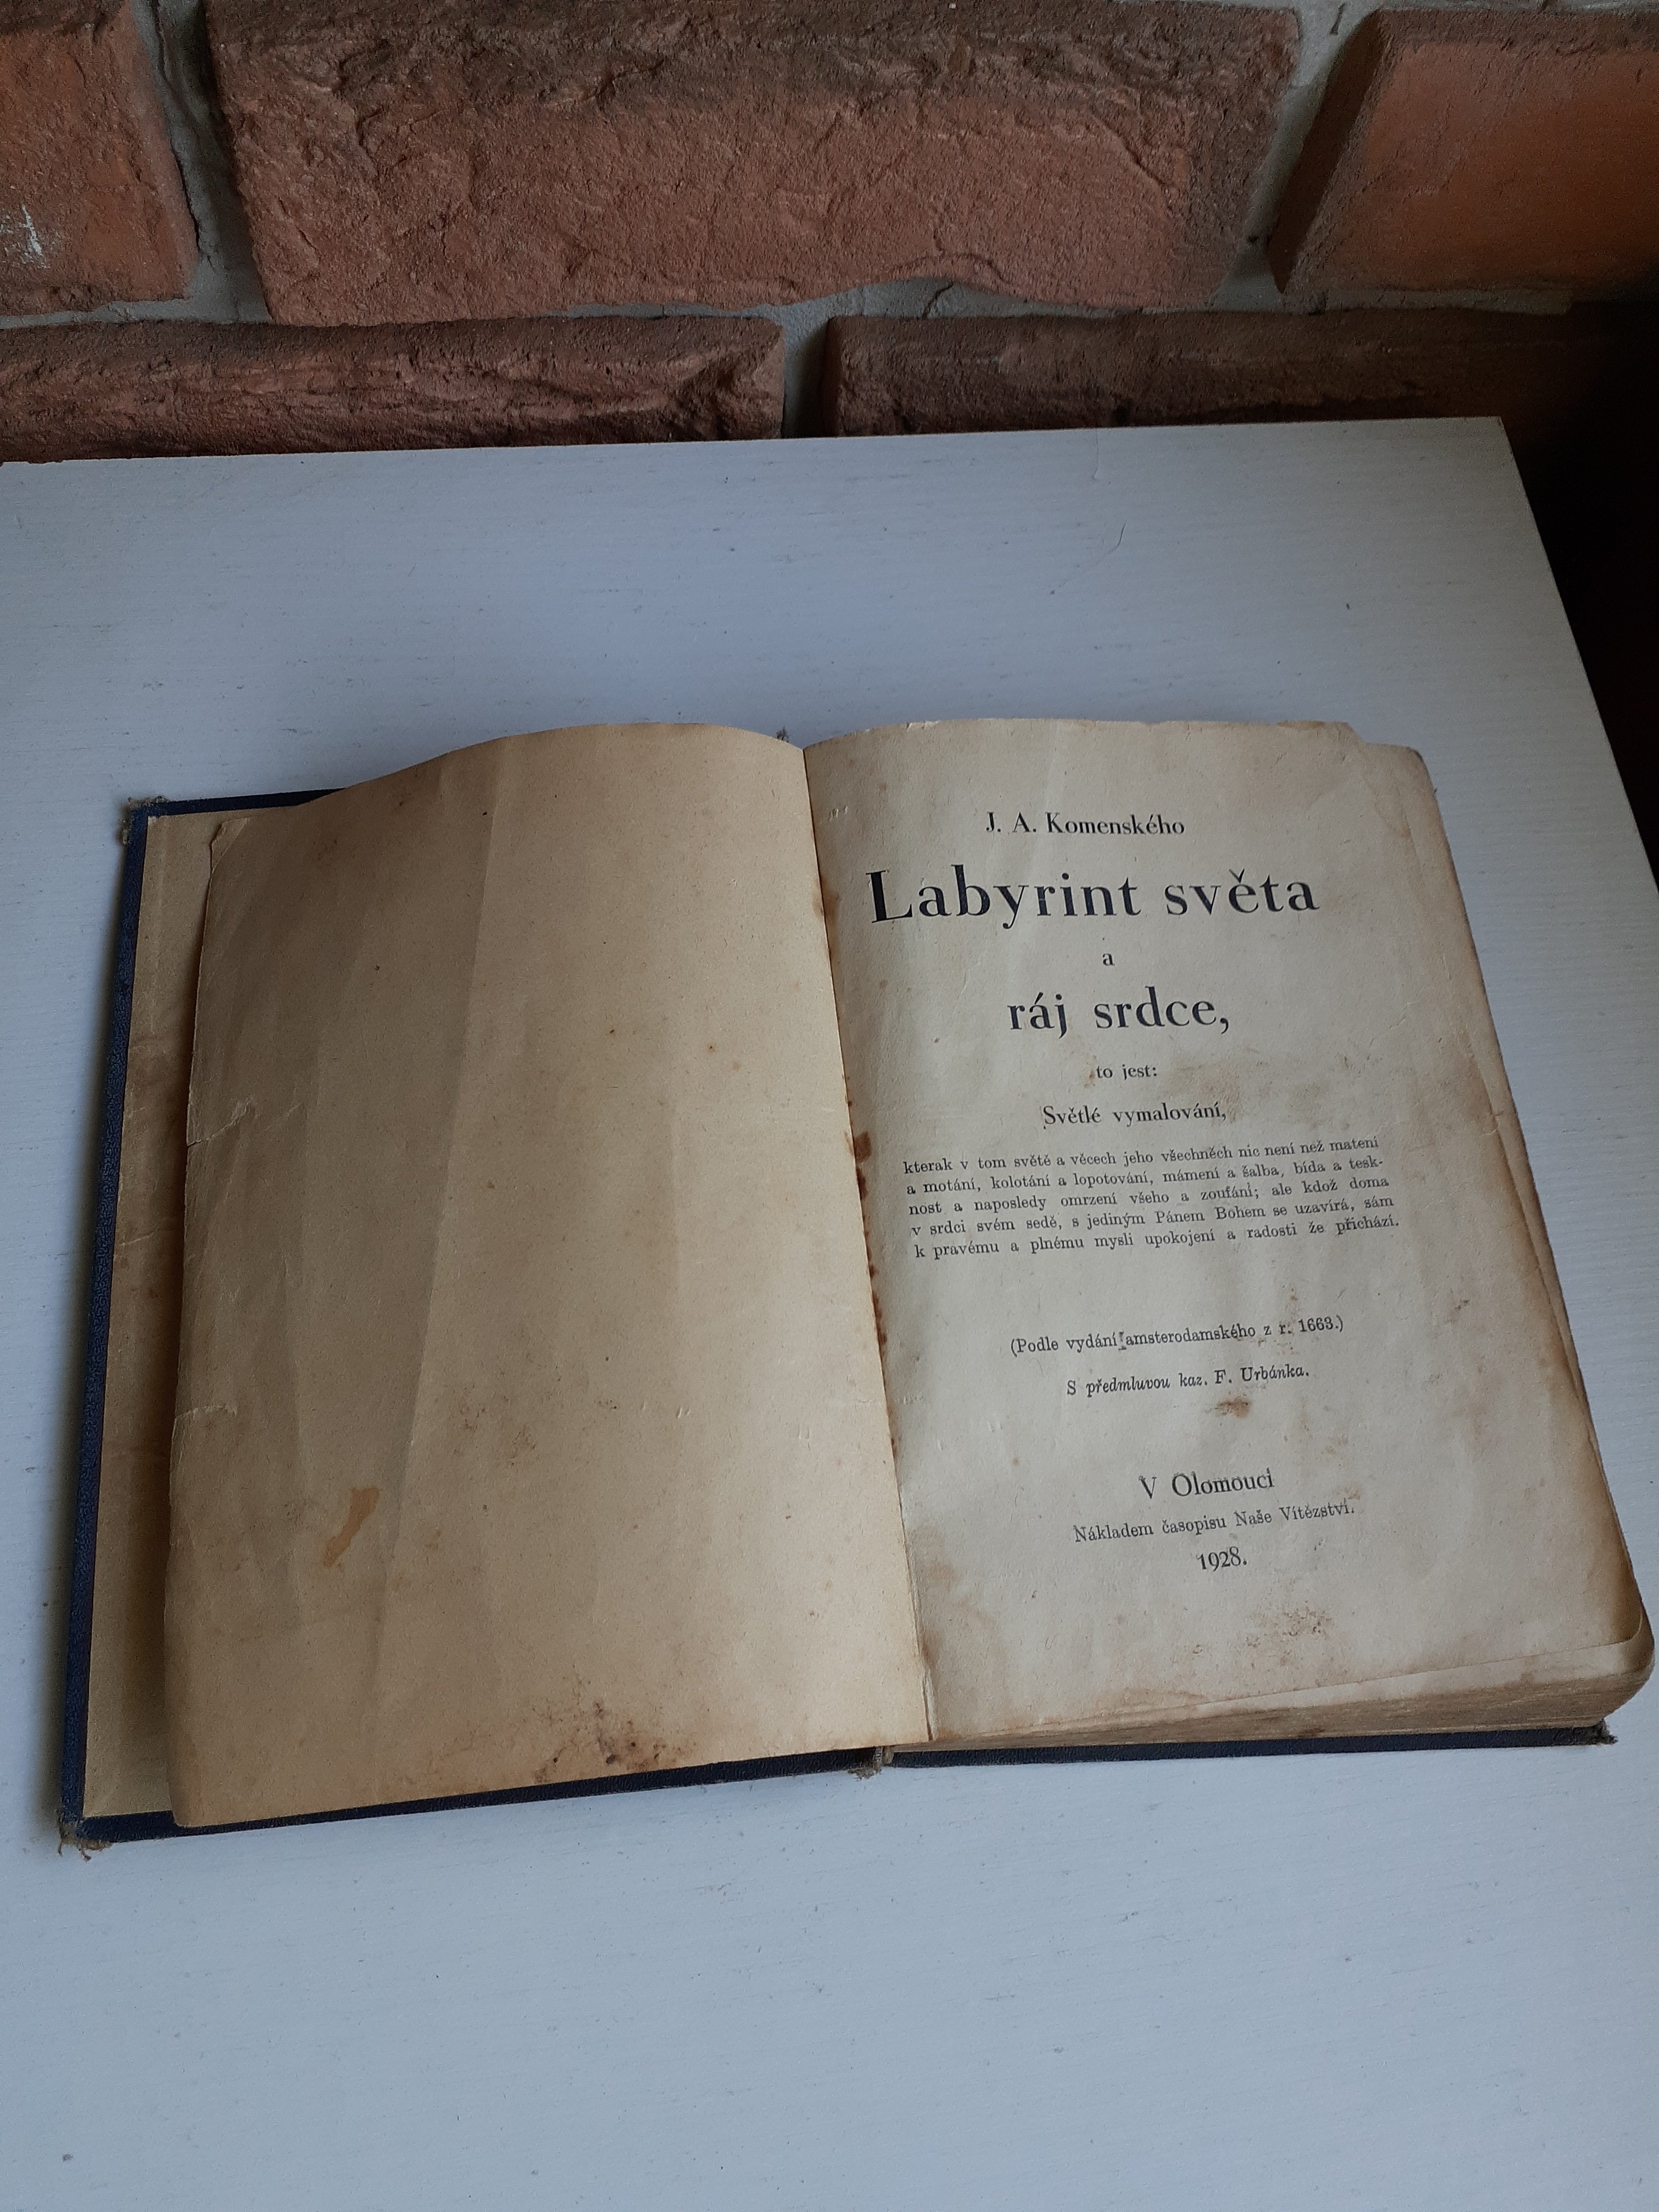 J. A. Komenského
Labyrint světa
a
ráj srdce,
to jest:
Světlé vymalování,
kterak v tom světě a věcech jeho všechněch nic není než matení
a motání, kolotání a lopotování, mámení a šalba, bída a tesk-
nost a naposledy omrzení všeho a zoufání; ale kdož doma
v srdci svém sedě, s jediným Pánem Bohem se uzavírá, sám
k pravému a plnému mysli upokojení a radosti že přichází.
(Podle vydání amsterodamského z r. 1663.)
S předmluvou kaz. F. Urbánka.
V Olomouci
Nákladem časopisu Naše Vítězství.
1928.